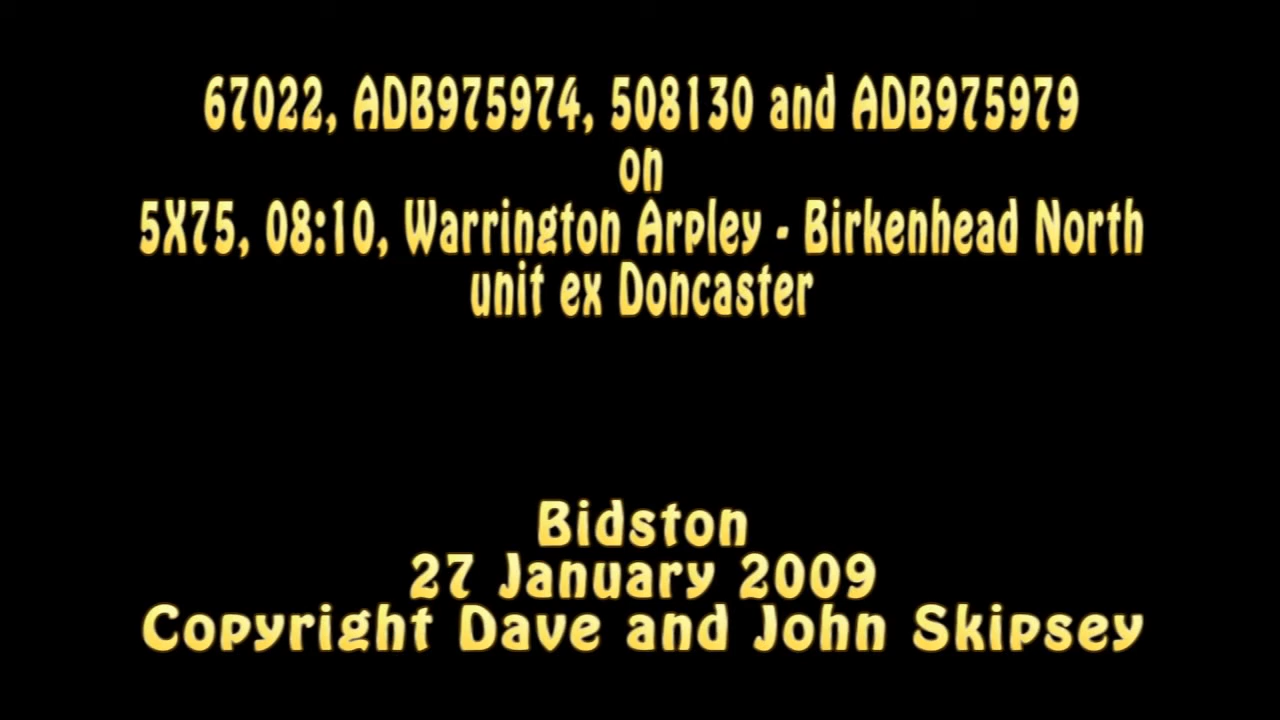 67022, ADB975974, 508130 and ADB975979
on
5X75, 08:10, Warrington Arpley - Birkenhead North
unit ex Doncaster
Bidston
27 January 2009
Copyright Dave and John Skipsey